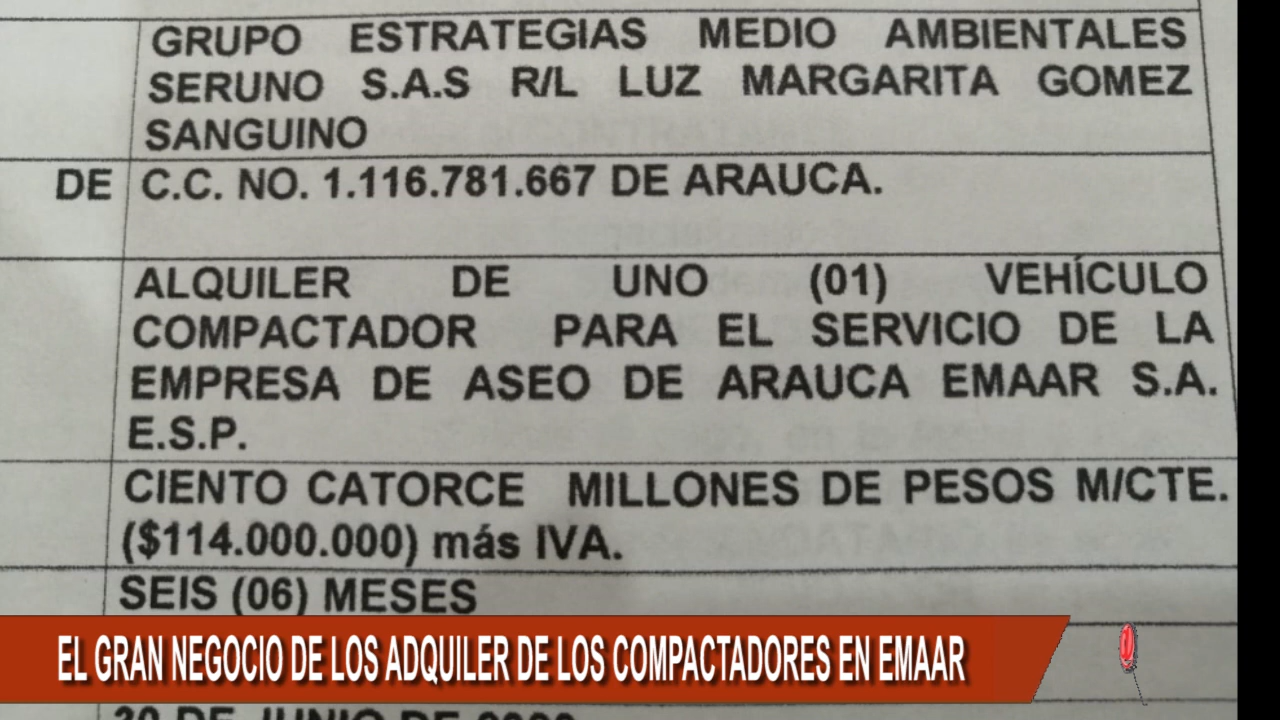 GRUPO ESTRATEGIAS MEDIO AMBIENTALES
SERUNO S.A.S R/L LUZ MARGARITA GOMEZ
SANGUINO
DE C.C. NO. 1.116.781.667 DE ARAUCA.
ALQUILER DE UNO (01) VEHÍCULO
COMPACTADOR PARA EL SERVICIO DE LA
EMPRESA DE ASEO DE ARAUCA EMAAR S.A.
E.S.P.
CIENTO CATORCE MILLONES DE PESOS M/CTE.
($114.000.000) más IVA.
SEIS (06) MESES
EL GRAN NEGOCIO DE LOS ADQUILER DE LOS COMPACTADORES EN EMAAR
DE JUNIO DE